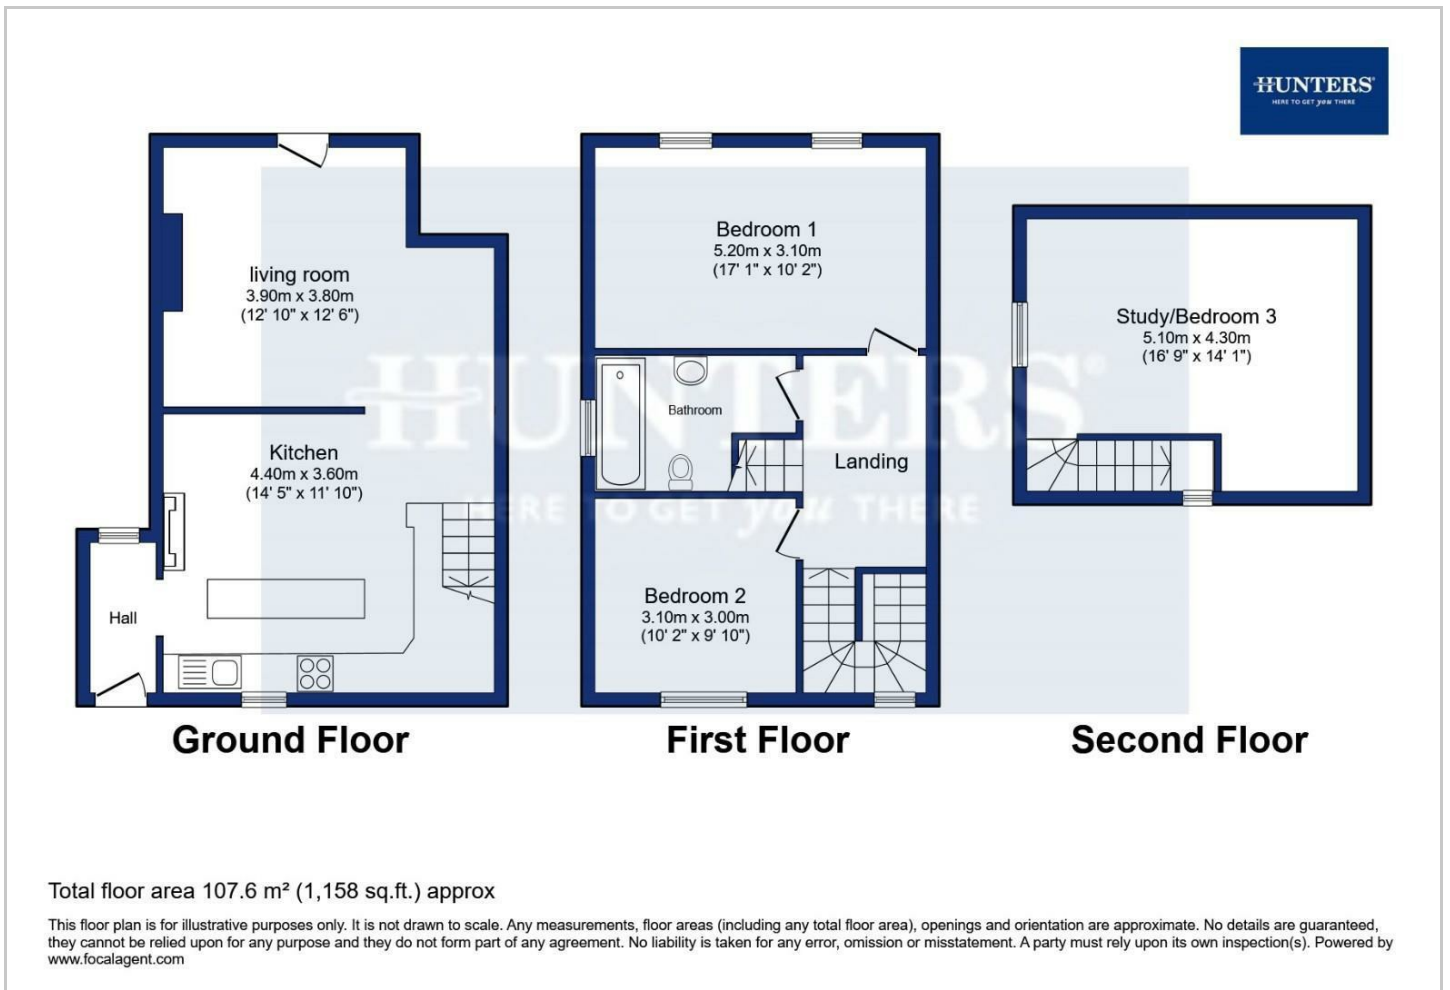 HUNTERS®
HERE TO GET you THERE
living room
3.90m x 3.80m
(12' 10" x 12' 6")
Kitchen
4.40m x 3.60m
(14' 5" x 11' 10")
Hall
Ground Floor
Bedroom 1
5.20m x 3.10m
(17' 1" x 10' 2")
Bathroom
Landing
Bedroom 2
3.10m x 3.00m
(10' 2" x 9' 10")
First Floor
Study/Bedroom 3
5.10m x 4.30m
(16' 9" x 14' 1")
Second Floor
HUNTERS®
HERE TO GET you THERE
Total floor area 107.6 m² (1,158 sq.ft.) approx
This floor plan is for illustrative purposes only. It is not drawn to scale. Any measurements, floor areas (including any total floor area), openings and orientation are approximate. No details are guaranteed,
they cannot be relied upon for any purpose and they do not form part of any agreement. No liability is taken for any error, omission or misstatement. A party must rely upon its own inspection(s). Powered by
www.focalagent.com